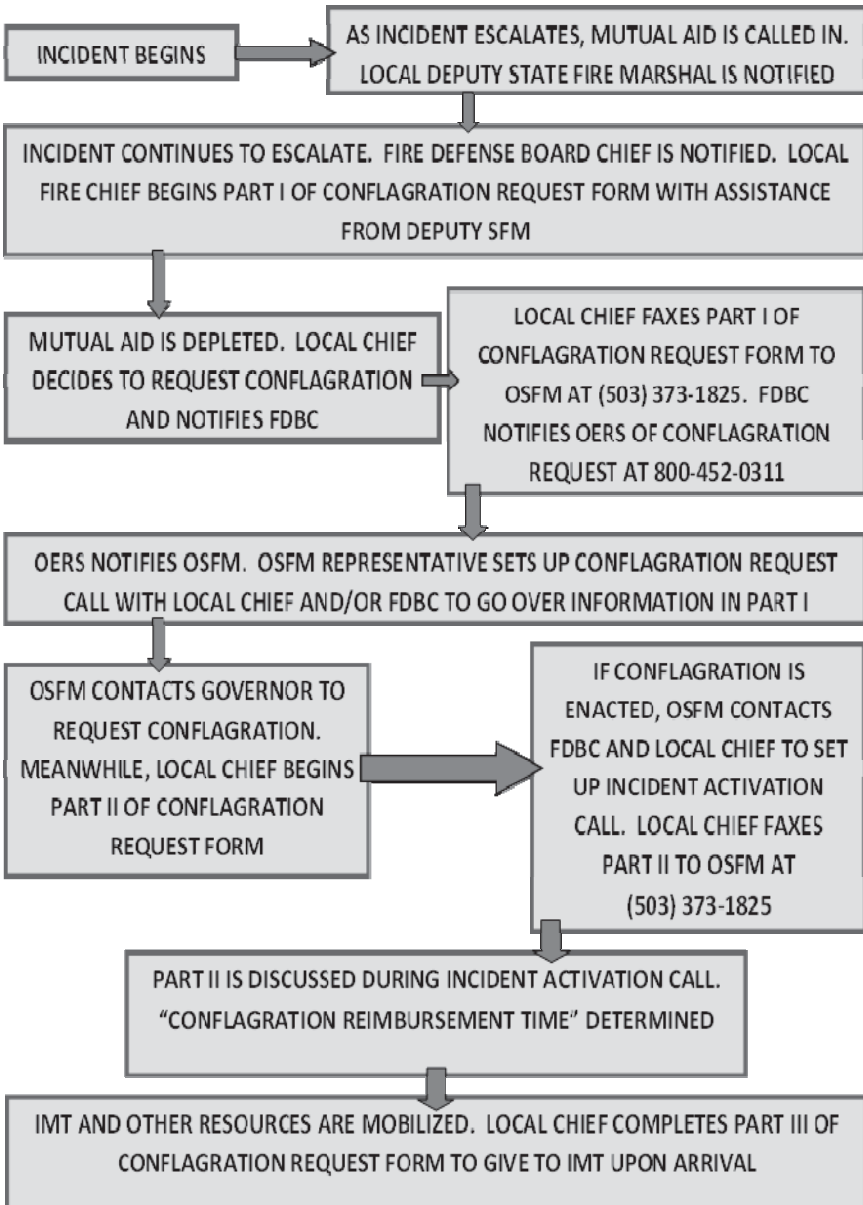 INCIDENT BEGINS
AS INCIDENT ESCALATES, MUTUAL AID IS CALLED IN.
LOCAL DEPUTY STATE FIRE MARSHAL IS NOTIFIED
INCIDENT CONTINUES TO ESCALATE. FIRE DEFENSE BOARD CHIEF IS NOTIFIED. LOCAL
FIRE CHIEF BEGINS PART I OF CONFLAGRATION REQUEST FORM WITH ASSISTANCE
FROM DEPUTY SFM
MUTUAL AID IS DEPLETED. LOCAL CHIEF
DECIDES TO REQUEST CONFLAGRATION
AND NOTIFIES FDBC
LOCAL CHIEF FAXES PART I OF
CONFLAGRATION REQUEST FORM TO
OSFM AT (503) 373-1825. FDBC
NOTIFIES OERS OF CONFLAGRATION
REQUEST AT 800-452-0311
OERS NOTIFIES OSFM. OSFM REPRESENTATIVE SETS UP CONFLAGRATION REQUEST
CALL WITH LOCAL CHIEF AND/OR FDBC TO GO OVER INFORMATION IN PART I
OSFM CONTACTS GOVERNOR TO
REQUEST CONFLAGRATION.
MEANWHILE, LOCAL CHIEF BEGINS
PART II OF CONFLAGRATION
REQUEST FORM
IF CONFLAGRATION IS
ENACTED, OSFM CONTACTS
FDBC AND LOCAL CHIEF TO SET
UP INCIDENT ACTIVATION
CALL. LOCAL CHIEF FAXES
PART II TO OSFM AT
(503) 373-1825
PART II IS DISCUSSED DURING INCIDENT ACTIVATION CALL.
“CONFLAGRATION REIMBURSEMENT TIME” DETERMINED
IMT AND OTHER RESOURCES ARE MOBILIZED. LOCAL CHIEF COMPLETES PART III OF
CONFLAGRATION REQUEST FORM TO GIVE TO IMT UPON ARRIVAL